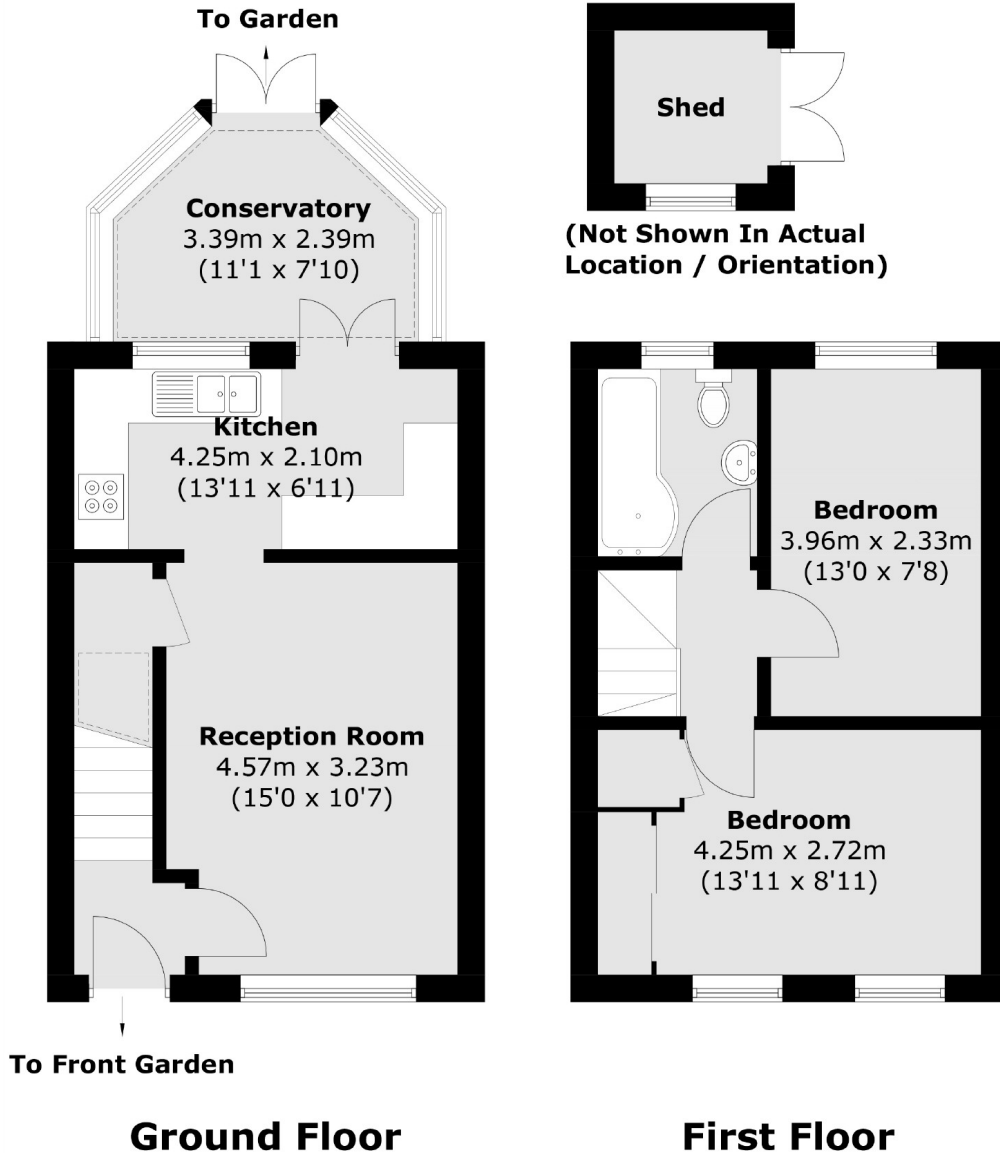 To Garden
Conservatory
3.39m x 2.39m
(11'1 x 7'10)
Shed
(Not Shown In Actual
Location / Orientation)
Kitchen
4.25m x 2.10m
(13'11 x 6'11)
Reception Room
4.57m x 3.23m
(15'0 x 10'7)
To Front Garden
Ground Floor
Bedroom
3.96m x 2.33m
(13'0 x 7'8)
Bedroom
4.25m x 2.72m
(13'11 x 8'11)
First Floor